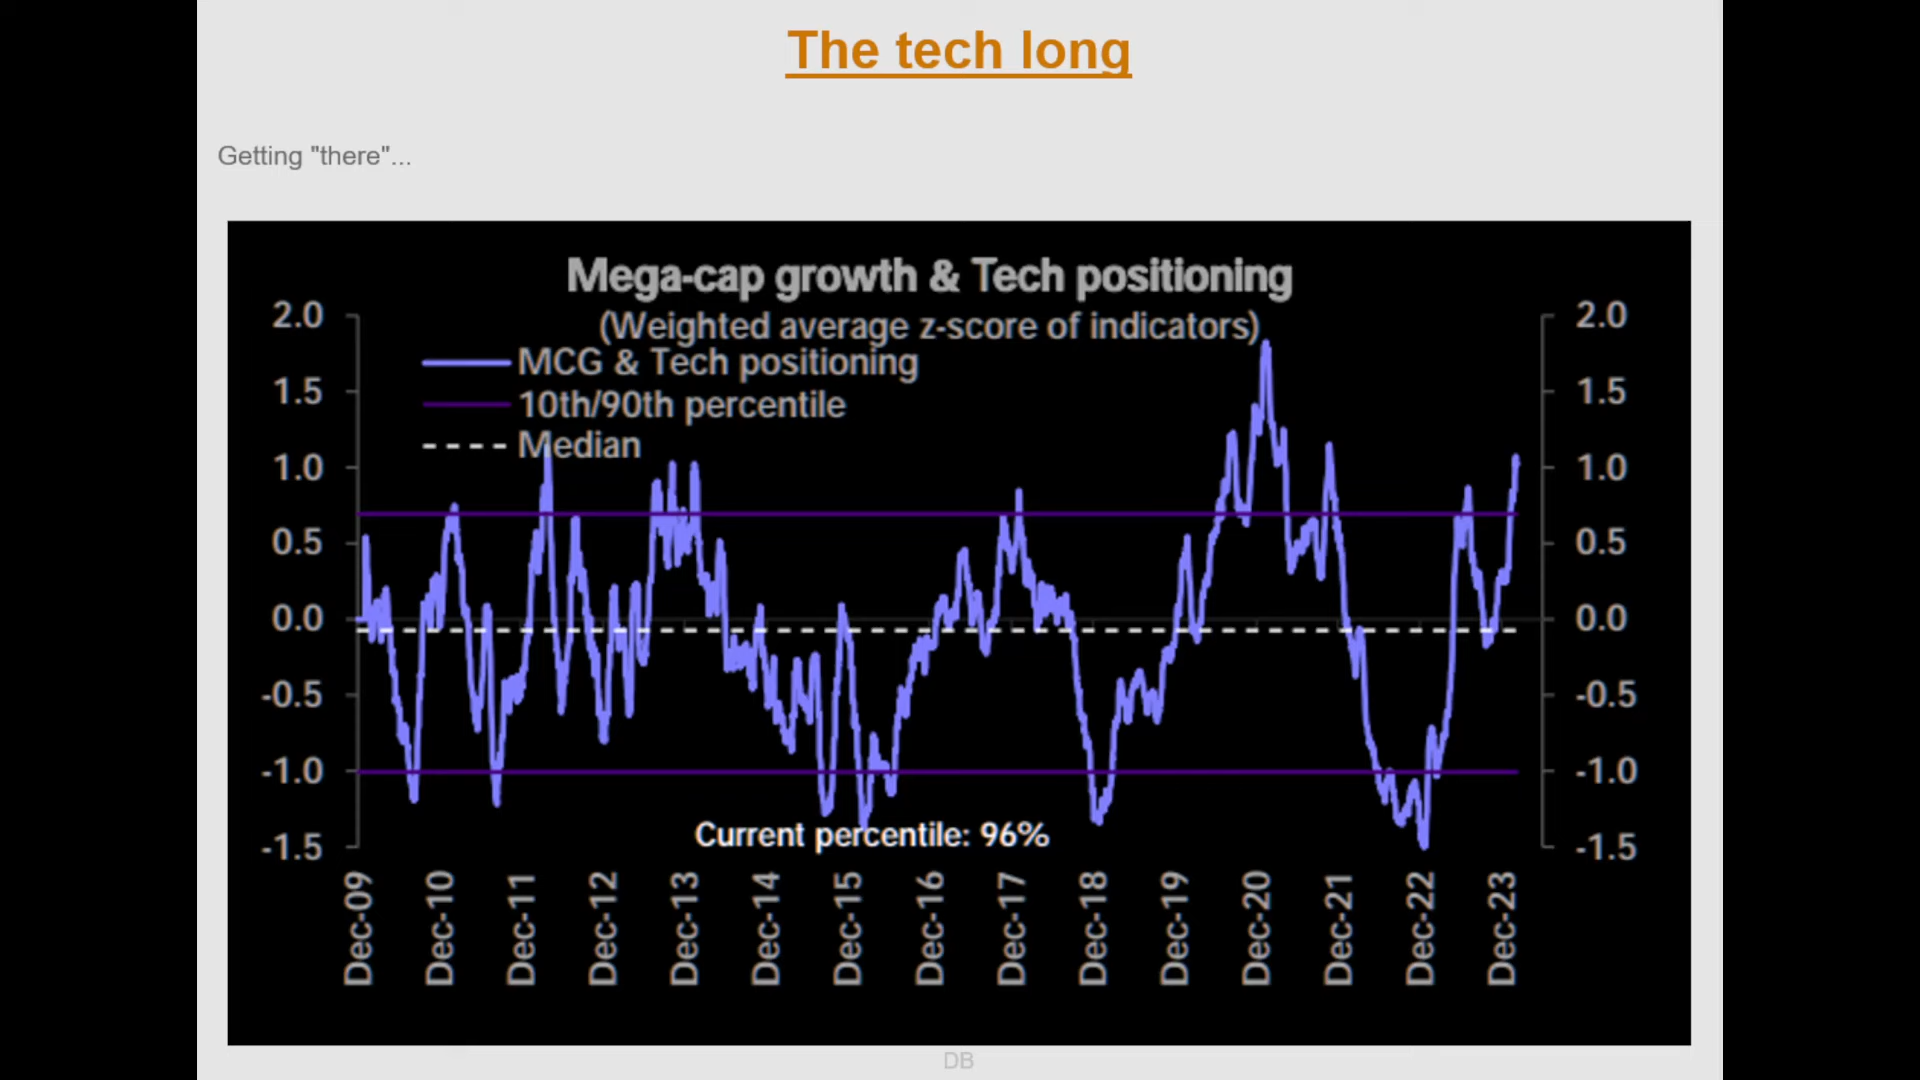 The tech long
Getting "there"...
Mega-cap growth & Tech positioning
(Weighted average z-score of indicators)
MCG & Tech positioning
10th/90th percentile
Median
2.0
1.5
1.0
0.5
0.0
-0.5
-1.0
-1.5
2.0
1.5
1.0
0.5
0.0
-0.5
-1.0
-1.5
Current percentile: 96%
Dec-09
Dec-10
Dec-11
Dec-12
Dec-13
Dec-14
Dec-15
Dec-16
Dec-17
Dec-18
Dec-19
Dec-20
Dec-21
Dec-22
Dec-23
DB